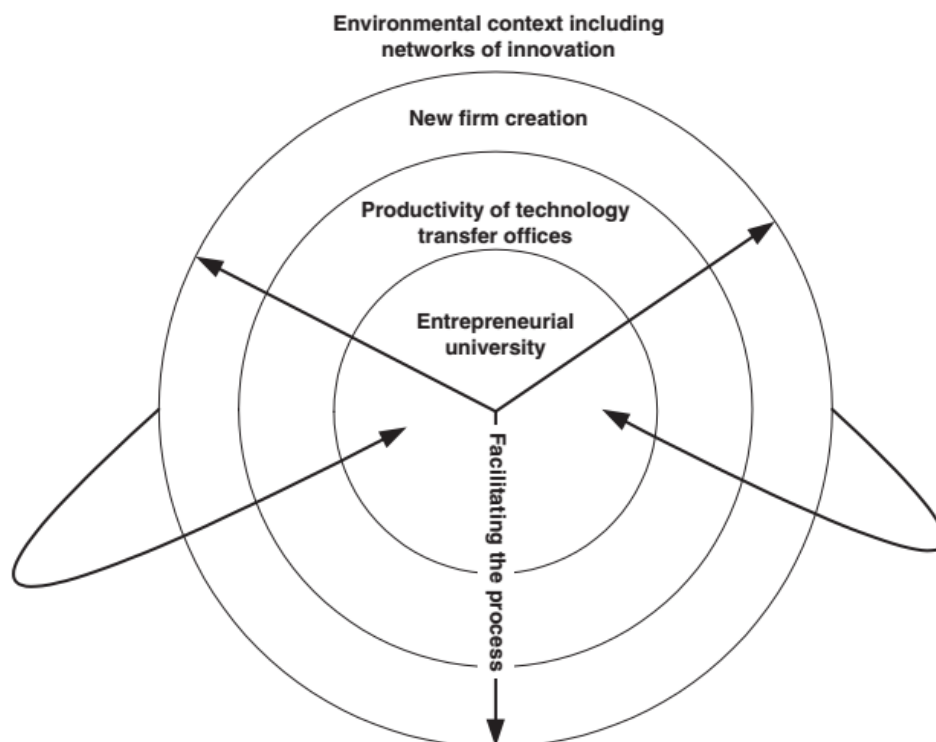 Environmental context including
networks of innovation
New firm creation
Productivity of technology
transfer offices
Entrepreneurial
university
Facilitating the process